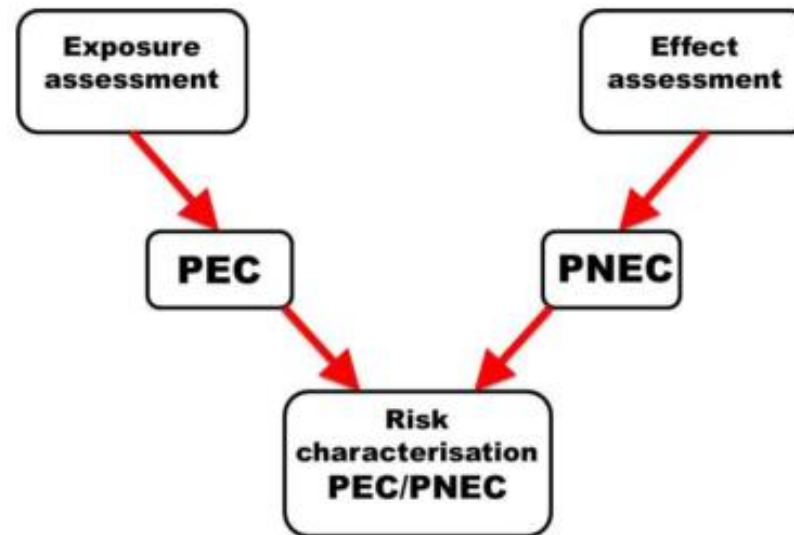 Exposure
assessment
Effect
assessment
PEC
PNEC
Risk
characterisation
PEC/PNEC